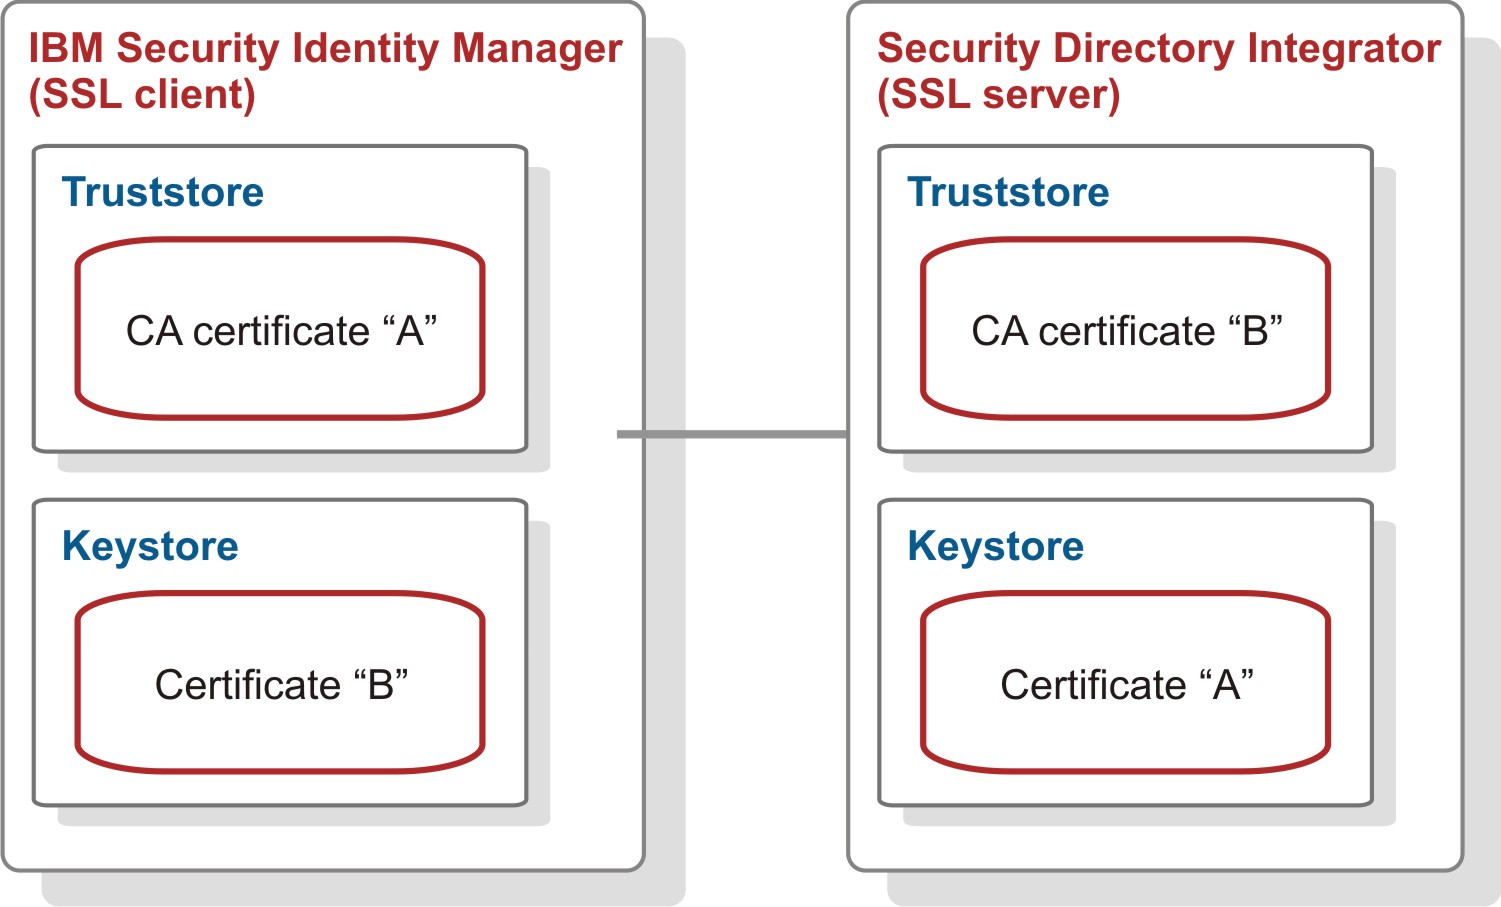 IBM Security Identity Manager
(SSL client)
Truststore
CA certificate “A”
Keystore
Certificate “B”
Security Directory Integrator
(SSL server)
Truststore
CA certificate “B”
Keystore
Certificate “A”